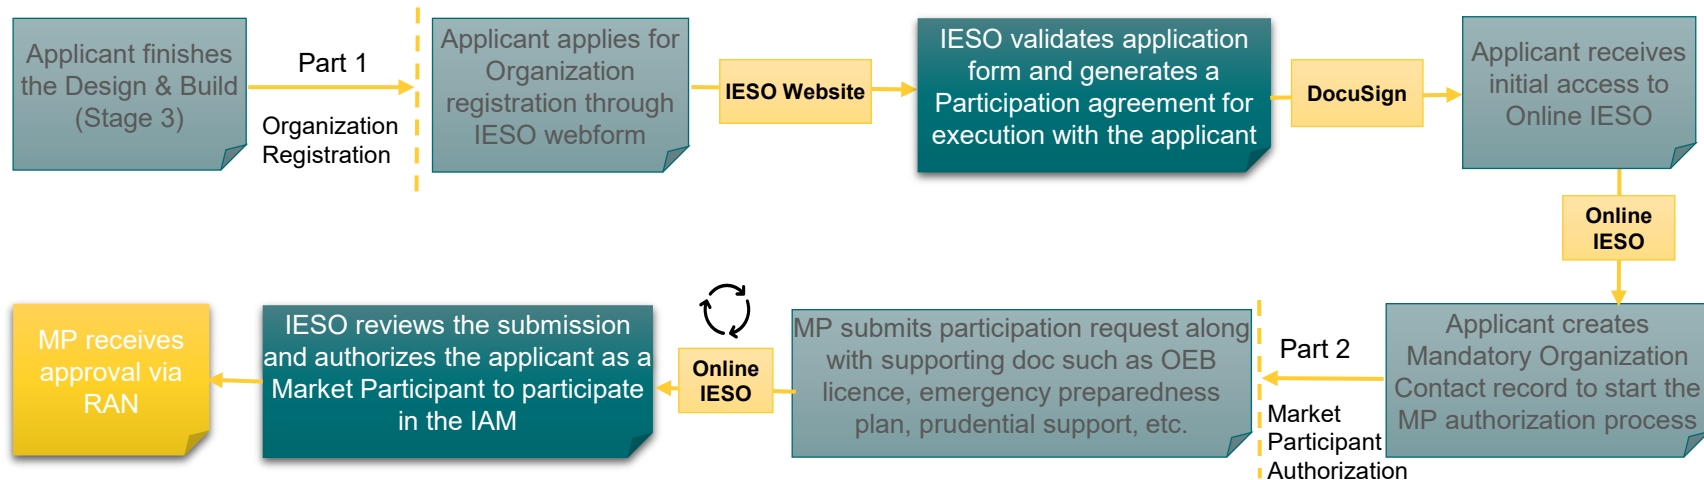 Applicant finishes
the Design & Build
(Stage 3)
Part 1
Organization
Registration
Applicant applies for
Organization
registration through
IESO webform
IESO Website
IESO validates application
form and generates a
Participation agreement for
execution with the applicant
DocuSign
Applicant receives
initial access to
Online IESO
Online
IESO
Applicant creates
Mandatory Organization
Contact record to start the
MP authorization process
Part 2
Market
Participant
Authorization
MP submits participation request along
with supporting doc such as OEB
licence, emergency preparedness
plan, prudential support, etc.
Online
IESO
IESO reviews the submission
and authorizes the applicant as a
Market Participant to participate
in the IAM
MP receives
approval via
RAN